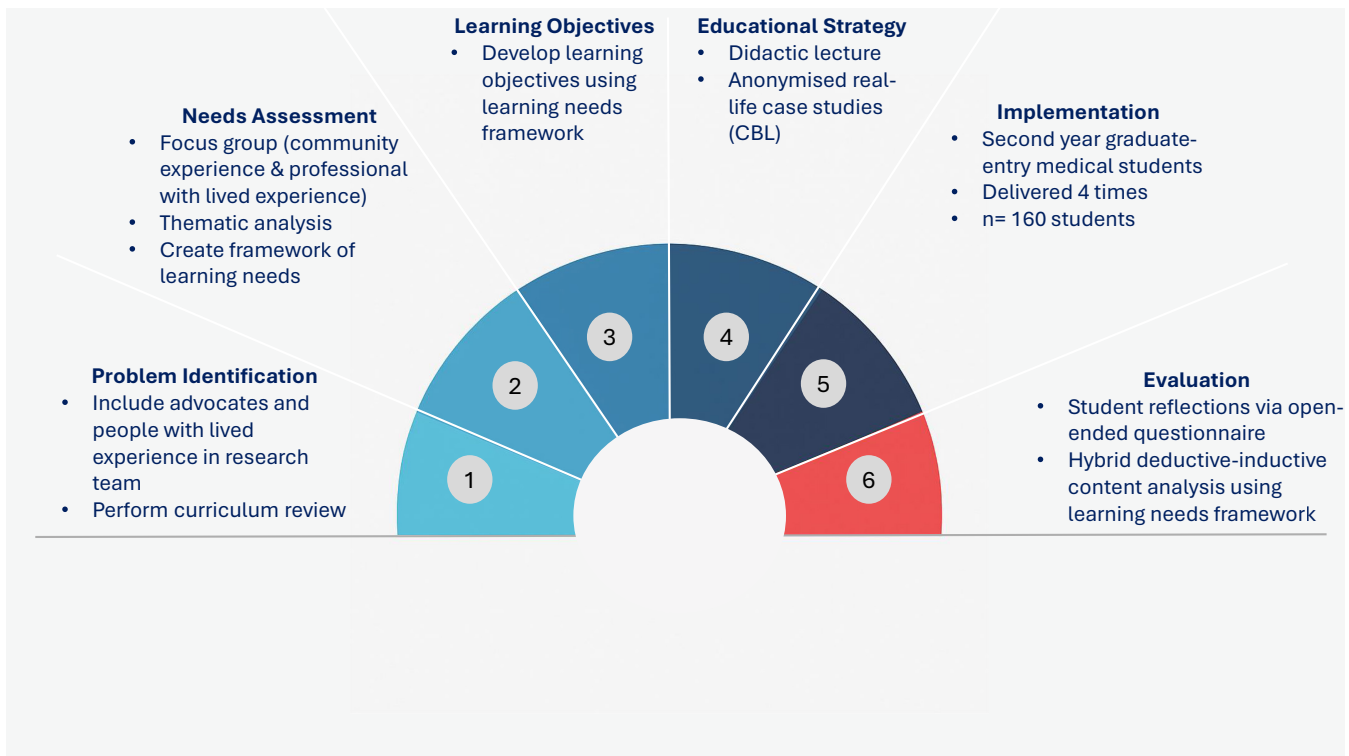 Problem Identification
• Include advocates and
people with lived
experience in research
team
• Perform curriculum review
Needs Assessment
• Focus group (community
experience & professional
with lived experience)
• Thematic analysis
• Create framework of
learning needs
Learning Objectives
• Develop learning
objectives using
learning needs
framework
Educational Strategy
• Didactic lecture
• Anonymised real-
life case studies
(CBL)
Implementation
• Second year graduate-
entry medical students
• Delivered 4 times
• n= 160 students
Evaluation
• Student reflections via open-
ended questionnaire
• Hybrid deductive-inductive
content analysis using
learning needs framework
1
2
3
4
5
6